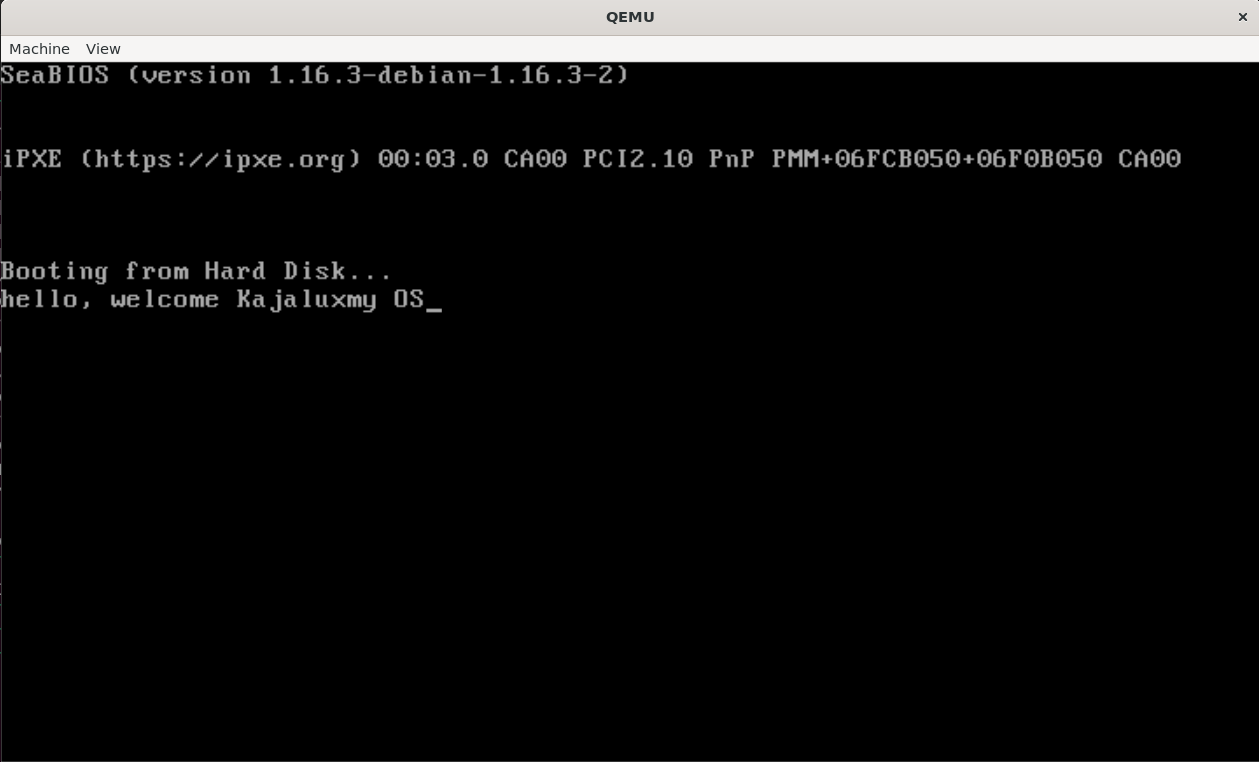 QEMU
×
Machine View
SeaBIOS (version 1.16.3-debian-1.16.3-2)
iPXE (https://ipxe.org) 00:03.0 CA00 PCI2.10 PnP PMM+06FCB050+06F0B050 CA00
Booting from Hard Disk...
hello, welcome Kajaluxmy OS_